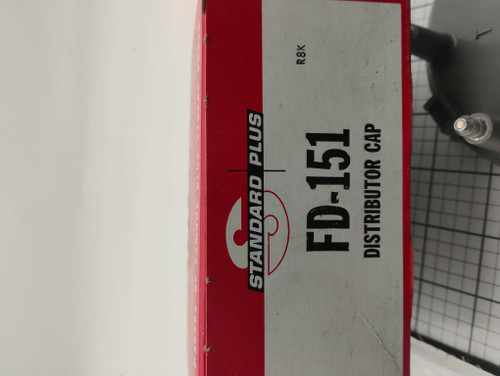 STANDARD PLUS
FD-151
DISTRIBUTOR CAP
R8K